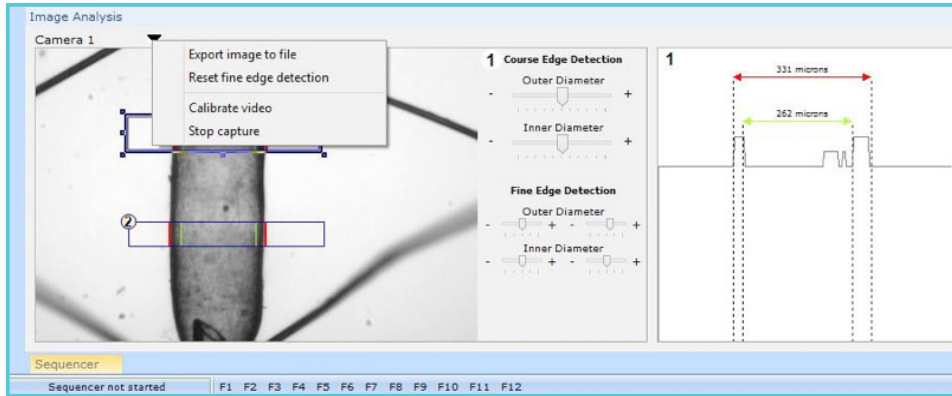 Image Analysis
Camera 1
Export image to file
Reset fine edge detection
Calibrate video
Stop capture
2
1 Course Edge Detection
Outer Diameter
- +
Inner Diameter
- +
Fine Edge Detection
Outer Diameter
- + - +
Inner Diameter
- + - +
1
331 microns
262 microns
Sequencer
Sequencer not started F1 F2 F3 F4 F5 F6 F7 F8 F9 F10 F11 F12